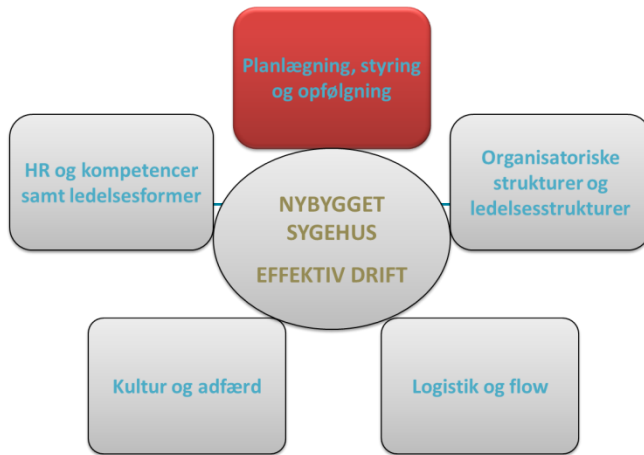 Planlægning, styring
og opfølgning
HR og kompetencer
samt ledelsesformer
Organisatoriske
strukturer og
ledelsesstrukturer
NYBYGGET
SYGEHUS
EFFEKTIV DRIFT
Kultur og adfærd
Logistik og flow